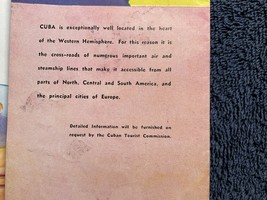 CUBA is exceptionally well located in the heart
of the Western Hemisphere. For this reason it is
the cross-roads of numerous important air and
steamship lines that make it accessible from all
parts of North, Central and South America, and
the principal cities of Europe.
Detailed Information will be furnished on
request by the Cuban Tourist Commission.